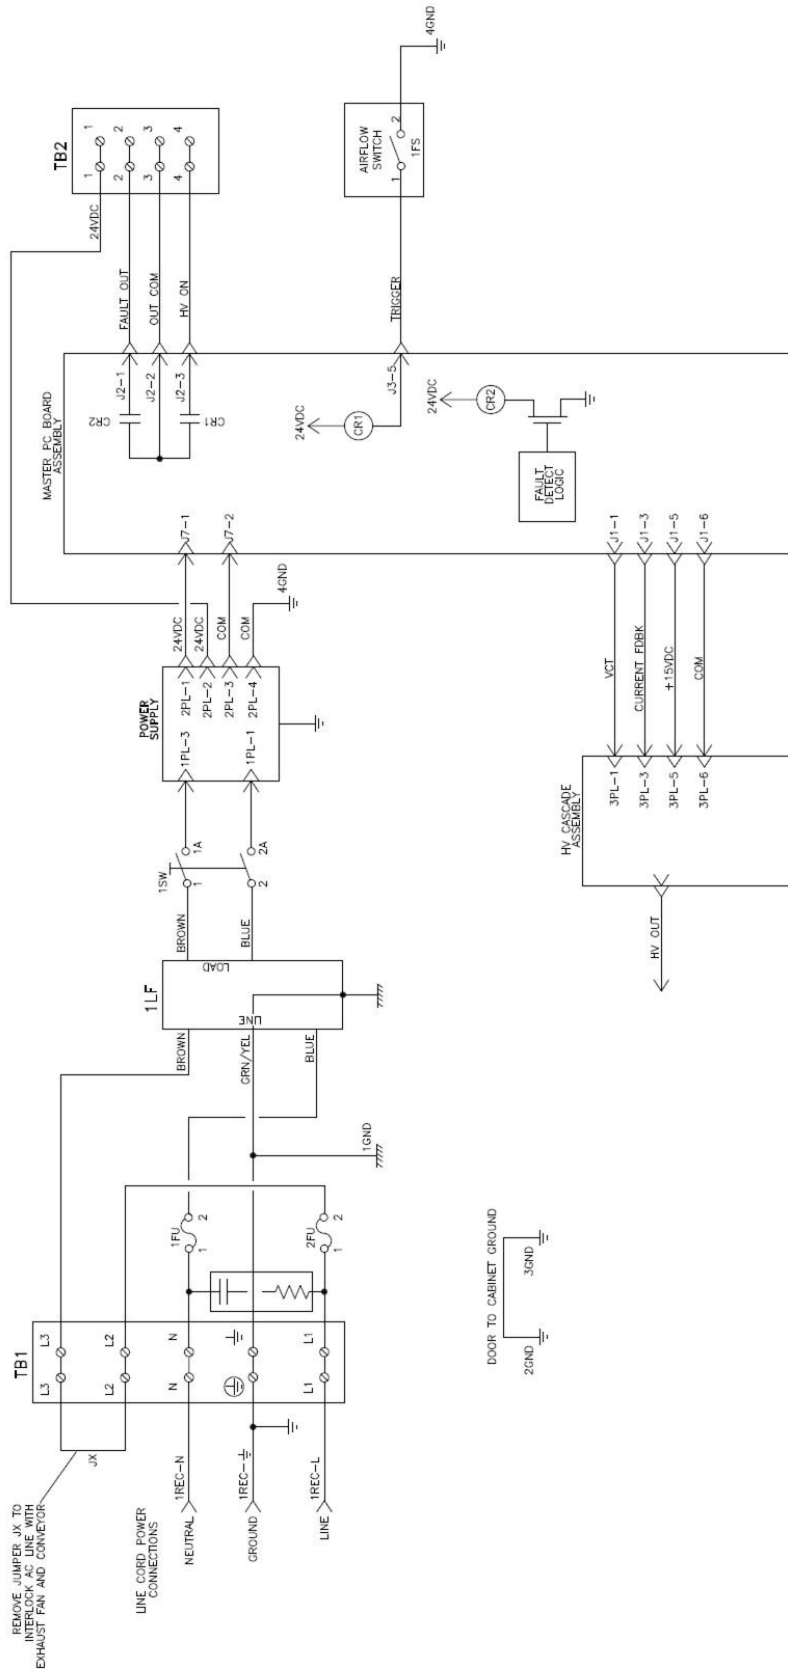 REMOVE JUMPER JX TO
INTERLOCK AC LINE WITH
EXHAUST FAN AND CONVEYOR
JX
LINE CORD POWER
CONNECTIONS
NEUTRAL
GROUND
LINE
1REC-N
1REC-
1REC-L
TB1
L3
L3
L2
L2
N
N
L1
L1
1FU
1
2
2FU
1
2
1GND
DOOR TO CABINET GROUND
2GND
3GND
BROWN
GRN/YEL
BLUE
1LF
LINE
LOAD
BROWN
BLUE
1SW
1
1A
2
2A
POWER
SUPPLY
1PL-3
1PL-1
2PL-1
2PL-2
2PL-3
2PL-4
24VDC
24VDC
COM
COM
4GND
J7-1
J7-2
MASTER PC BOARD
ASSEMBLY
CR2
CR1
J2-1
J2-2
J2-3
FAULT OUT
OUT COM
HV ON
24VDC
TB2
1
1
2
2
3
3
4
4
24VDC
CR1
J3-5
TRIGGER
AIRFLOW
SWITCH
1
2
1FS
4GND
24VDC
CR2
FAULT
DETECT
LOGIC
HV CASCADE
ASSEMBLY
HV OUT
3PL-1
3PL-3
3PL-5
3PL-6
VCT
CURRENT FDBK
+15VDC
COM
J1-1
J1-3
J1-5
J1-6